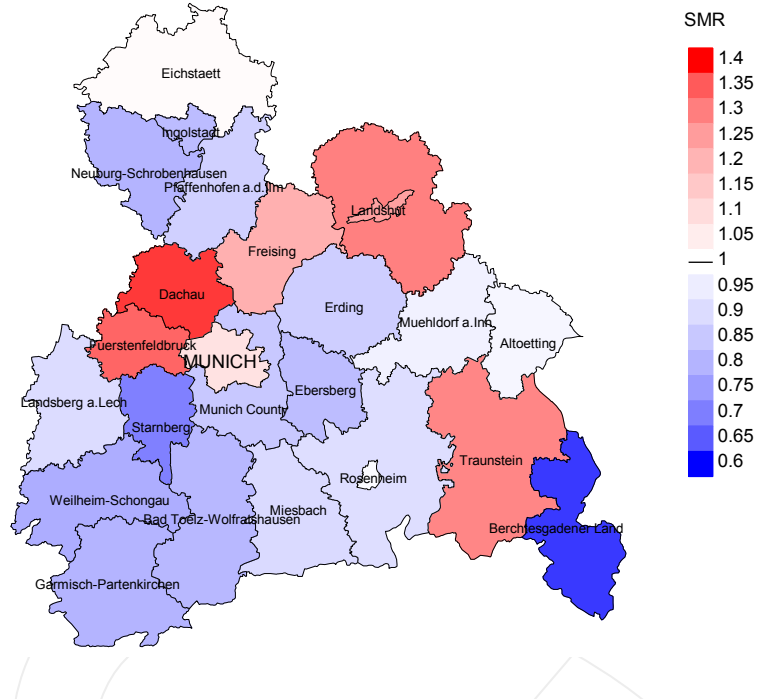 SMR
Eichstaett
1.4
1.35
1.3
Ingolstadt
1.25
Neuburg-Schrobenhausen
1.2
Pfaffenhofen a.d.Ilm
1.15
Landshut
1.1
1.05
Freising
1
0.95
Dachau
Erding
0.9
Muehldorf a.Inn
0.85
Fuerstenfeldbruck
Altoetting
0.8
MUNICH
0.75
Ebersberg
Landsberg a.Lech
Munich County
0.7
Starnberg
0.65
Traunstein
0.6
Rosenheim
Weilheim-Schongau
Miesbach
Bad Toelz-Wolfratshausen
Berchtesgadener Land
Garmisch-Partenkirchen